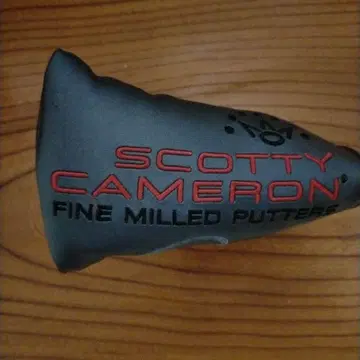 SCOTTY
CAMERON
FINE MILLED PUTTERS